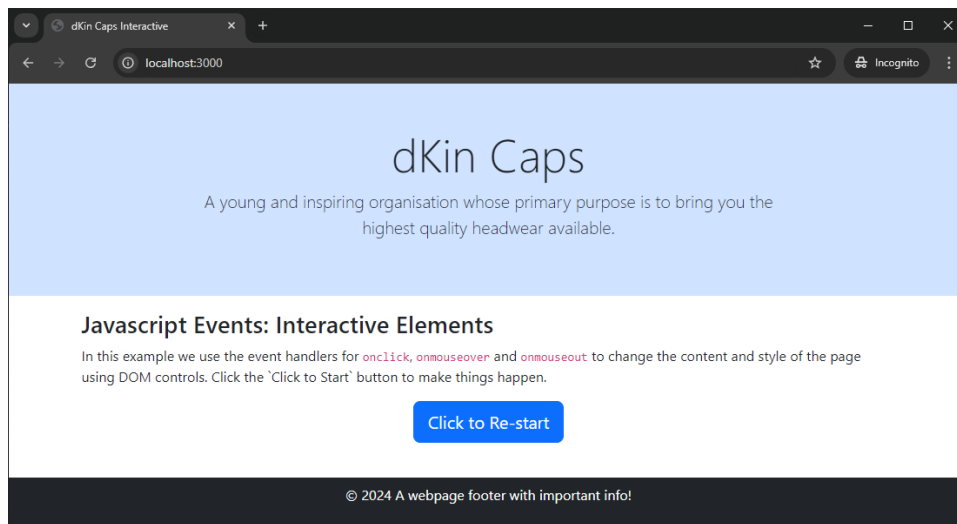 dKin Caps Interactive
localhost:3000
Incognito
dKin Caps
A young and inspiring organisation whose primary purpose is to bring you the
highest quality headwear available.
Javascript Events: Interactive Elements
In this example we use the event handlers for onclick, onmouseover and onmouseout to change the content and style of the page
using DOM controls. Click the `Click to Start` button to make things happen.
Click to Re-start
© 2024 A webpage footer with important info!